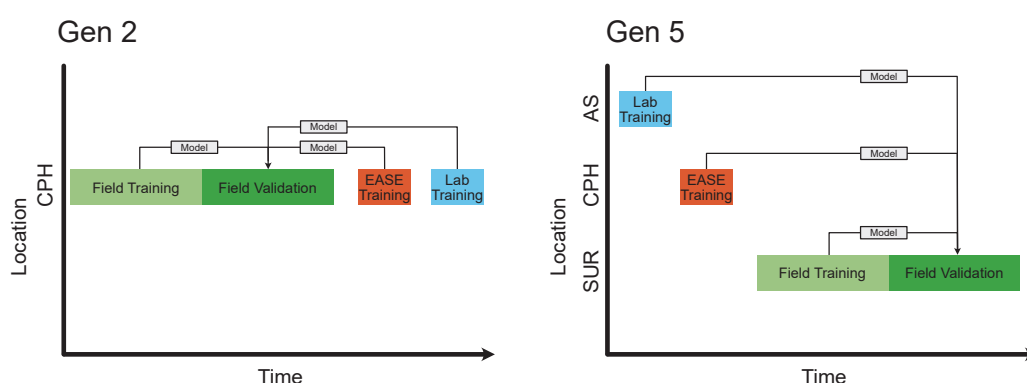 Gen 2
Location
CPH
Model
Model
Model
Field Training
Field Validation
EASE
Training
Lab
Training
Time
Gen 5
Location
AS
CPH
SUR
Model
Lab
Training
Model
EASE
Training
Model
Field Training
Field Validation
Time